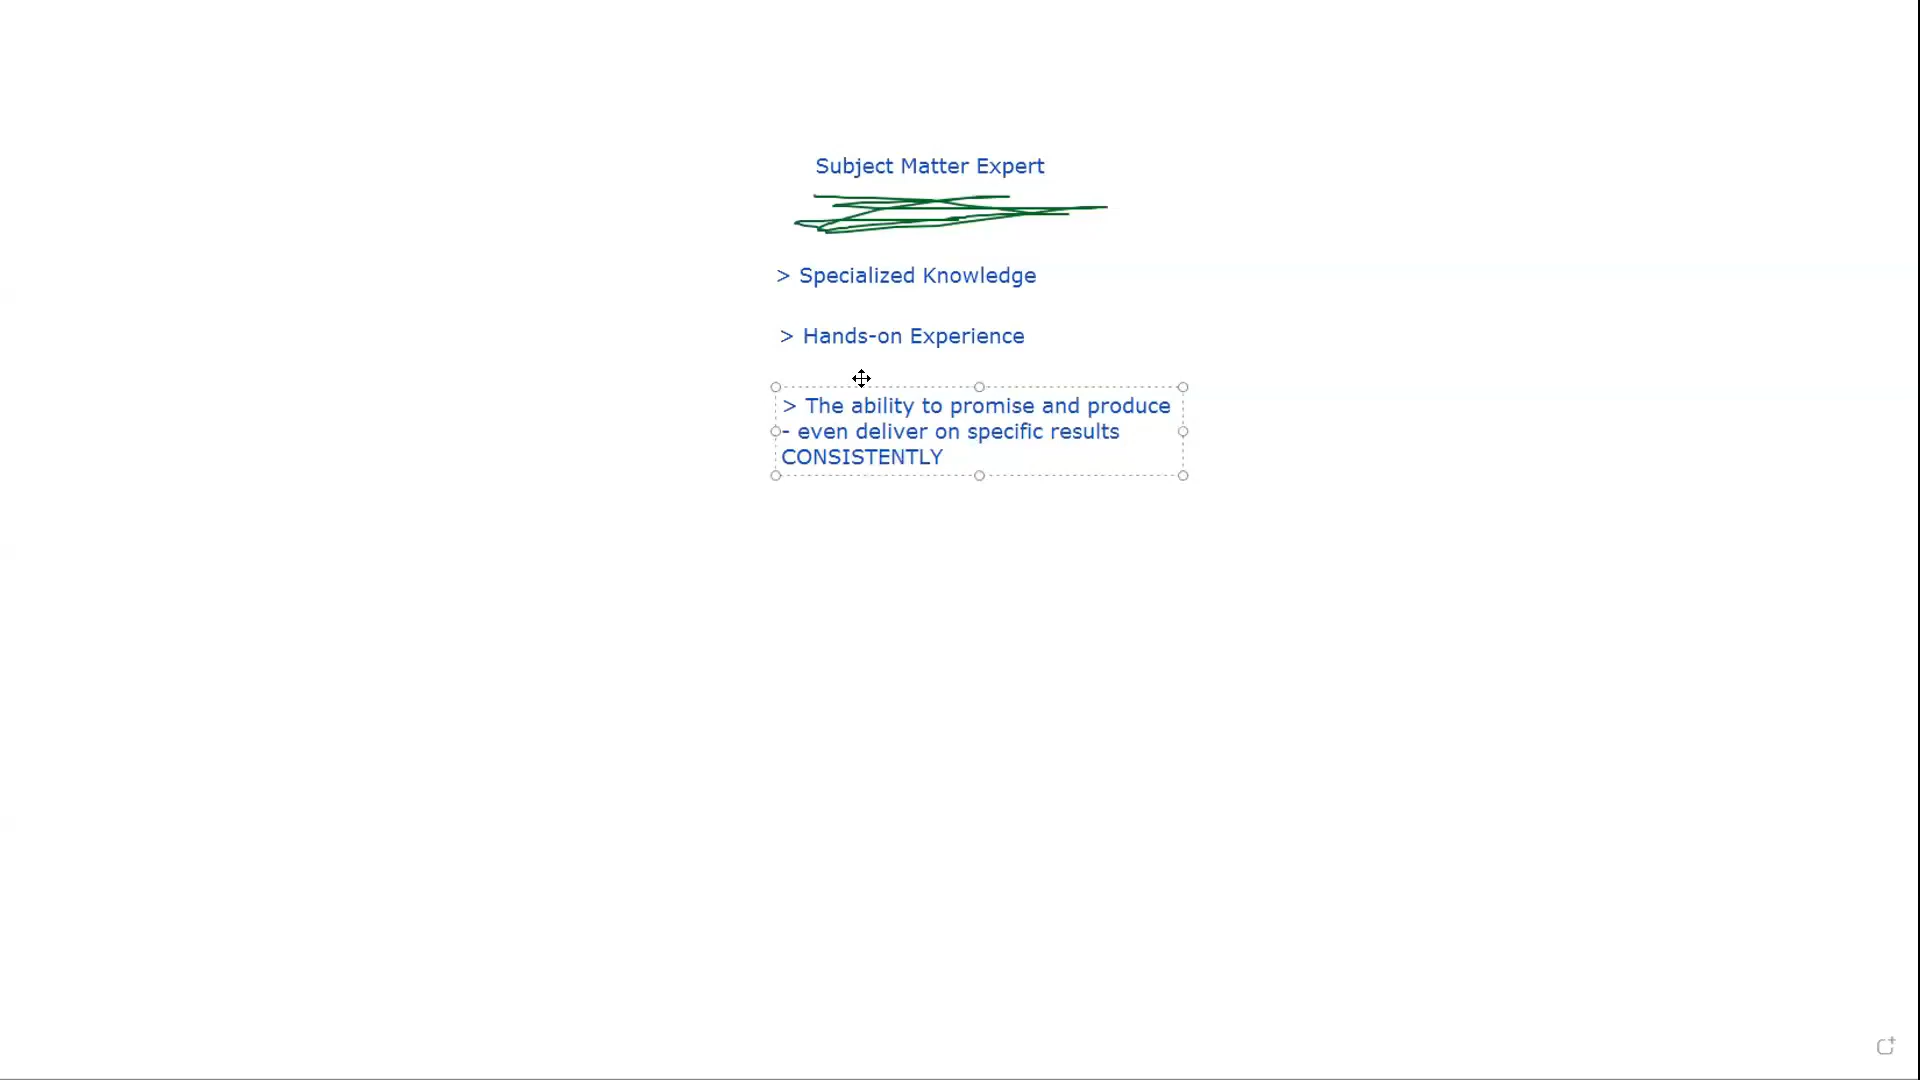 Subject Matter Expert
> Specialized Knowledge
> Hands-on Experience
> The ability to promise and produce
- even deliver on specific results
CONSISTENTLY